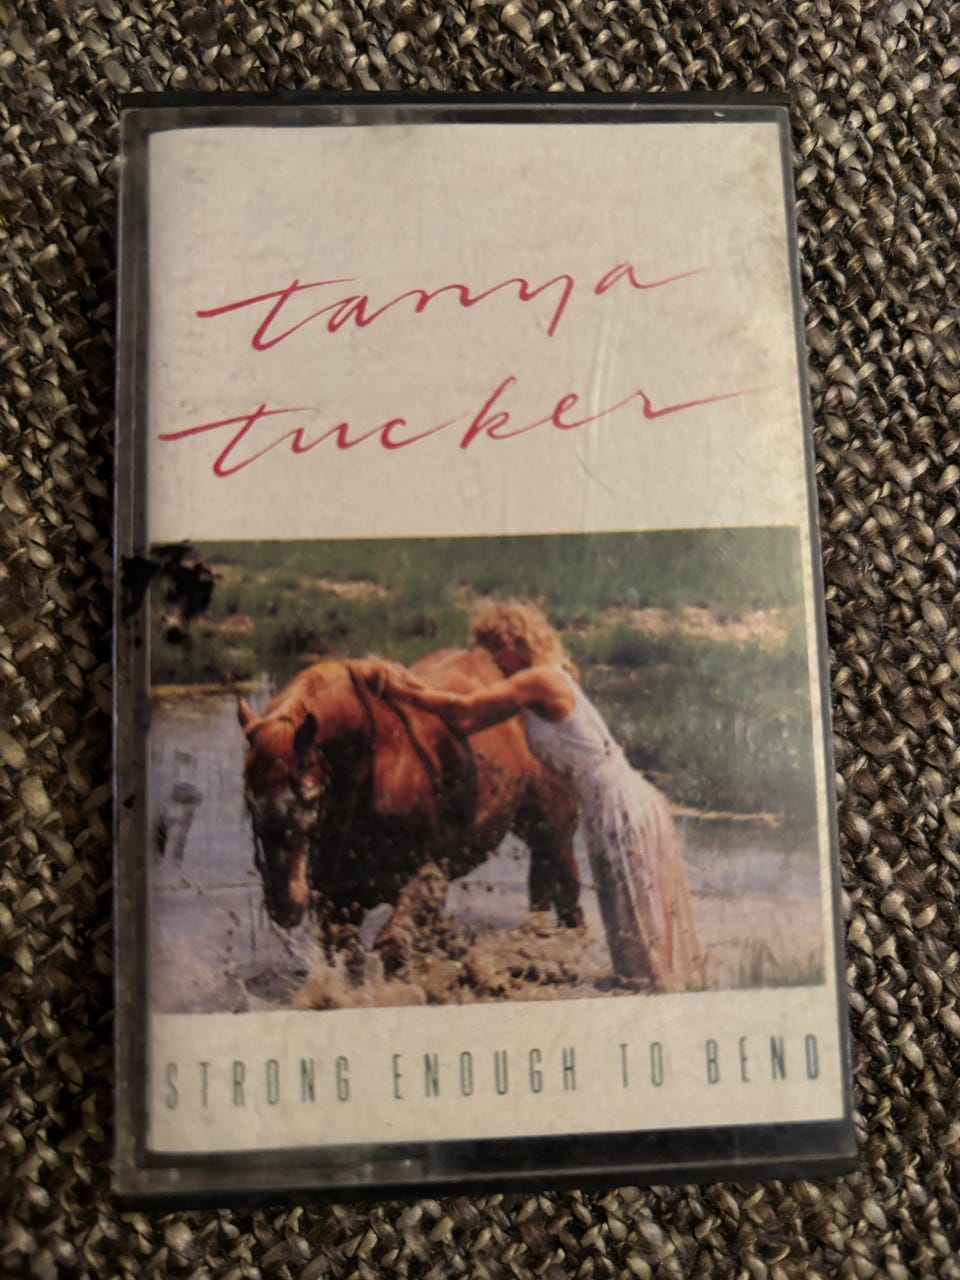 tanya
tucker
STRONG ENOUGH TO BEND